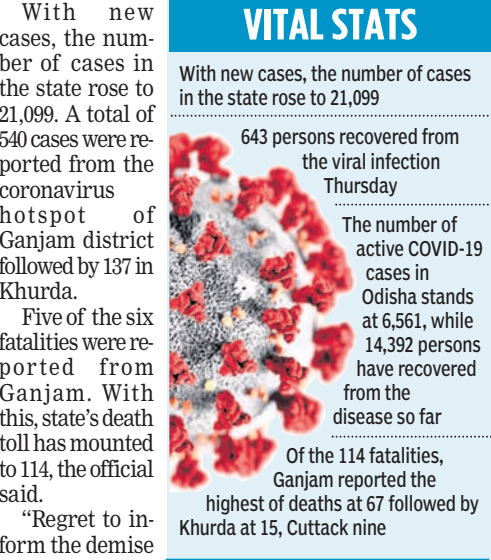 With new
cases, the num-
ber of cases in
the state rose to
21,099. A total of
540 cases were re-
ported from the
coronavirus
hotspot of
Ganjam district
followed by 137 in
Khurda.
Five of the six
fatalities were re-
ported from
Ganjam. With
this, state's death
toll has mounted
to 114, the official
said.
"Regret to in-
form the demise
VITAL STATS
With new cases, the number of cases
in the state rose to 21,099
643 persons recovered from
the viral infection
Thursday
The number of
active COVID-19
cases in
Odisha stands
at 6,561, while
14,392 persons
have recovered
from the
disease so far
Of the 114 fatalities,
Ganjam reported the
highest of deaths at 67 followed by
Khurda at 15, Cuttack nine